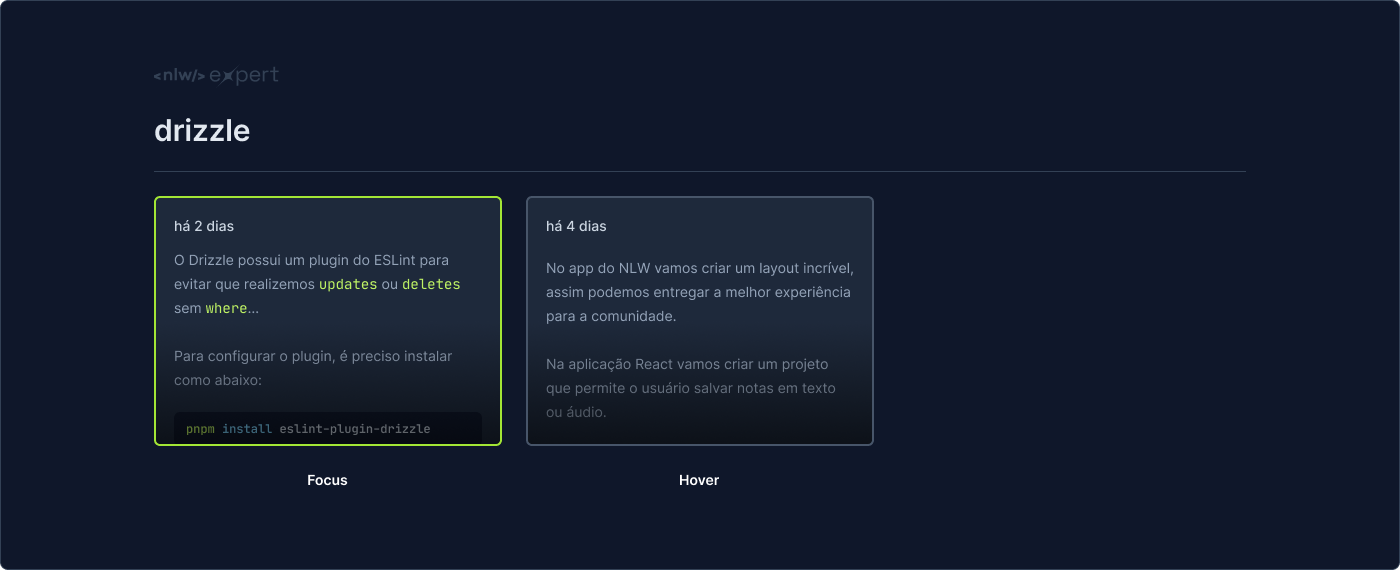 <nlw/> expert
drizzle
há 2 dias
O Drizzle possui um plugin do ESLint para
evitar que realizemos updates ou deletes
sem where...
Para configurar o plugin, é preciso instalar
como abaixo:
pnpm install eslint-plugin-drizzle
Focus
há 4 dias
No app do NLW vamos criar um layout incrível,
assim podemos entregar a melhor experiência
para a comunidade.
Na aplicação React vamos criar um projeto
que permite o usuário salvar notas em texto
ou áudio.
Hover